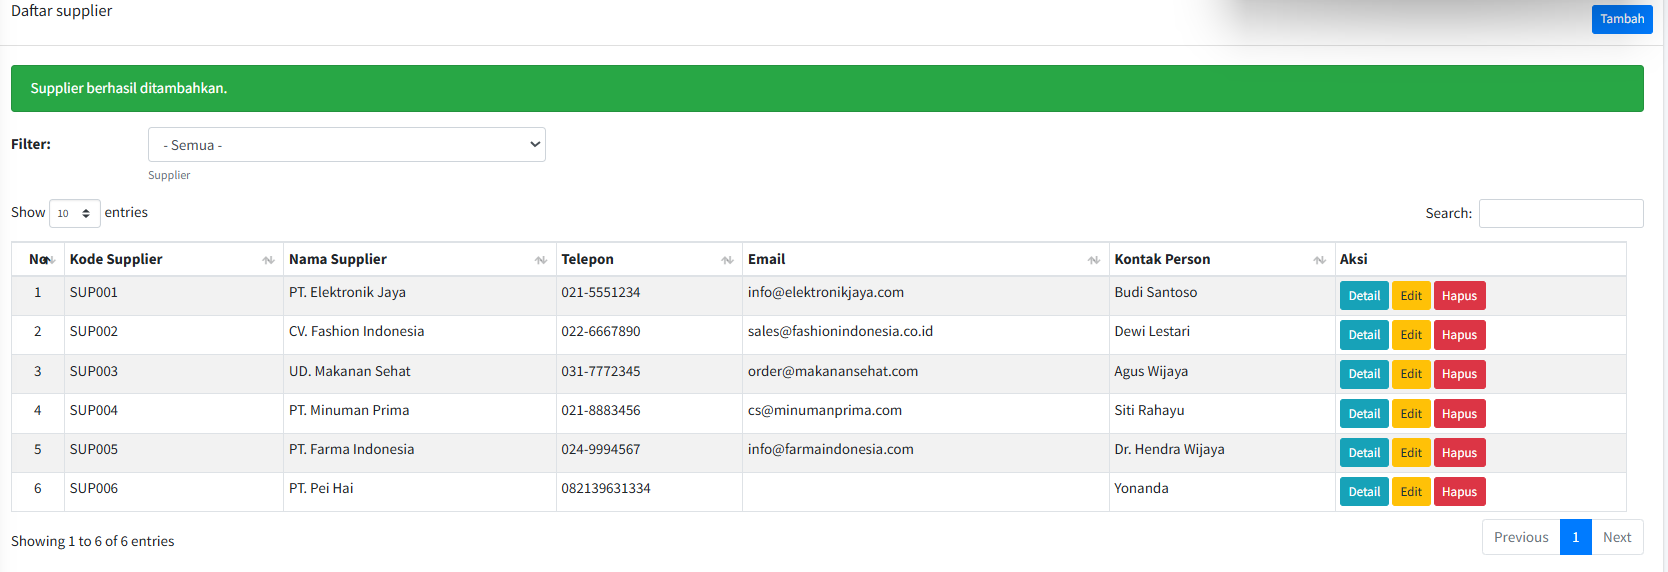 Daftar supplier
Tambah
Supplier berhasil ditambahkan.
Filter: - Semua -
Supplier
Show 10 entries Search:
No Kode Supplier Nama Supplier Telepon Email Kontak Person Aksi
1 SUP001 PT. Elektronik Jaya 021-5551234 info@elektronikjaya.com Budi Santoso Detail Edit Hapus
2 SUP002 CV. Fashion Indonesia 022-6667890 sales@fashionindonesia.co.id Dewi Lestari Detail Edit Hapus
3 SUP003 UD. Makanan Sehat 031-7772345 order@makanansehat.com Agus Wijaya Detail Edit Hapus
4 SUP004 PT. Minuman Prima 021-8883456 cs@minumanprima.com Siti Rahayu Detail Edit Hapus
5 SUP005 PT. Farma Indonesia 024-9994567 info@farmaindonesia.com Dr. Hendra Wijaya Detail Edit Hapus
6 SUP006 PT. Pei Hai 082139631334 Yonanda Detail Edit Hapus
Showing 1 to 6 of 6 entries Previous 1 Next